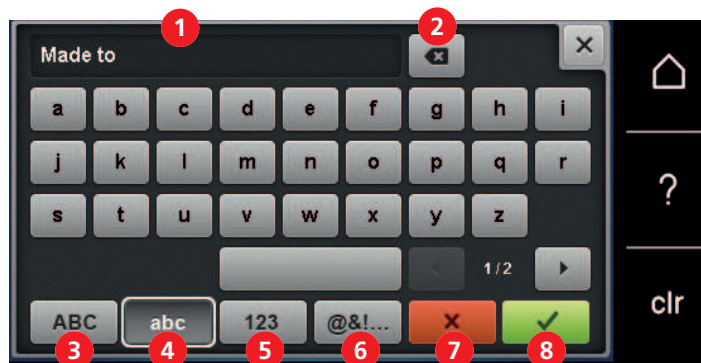 1 2
Made to
a b c d e f g h i
j k l m n o p q r
?
s t u v w x y z
1/2
clr
ABC abc 123 @&!...
3 4 5 6 7 8